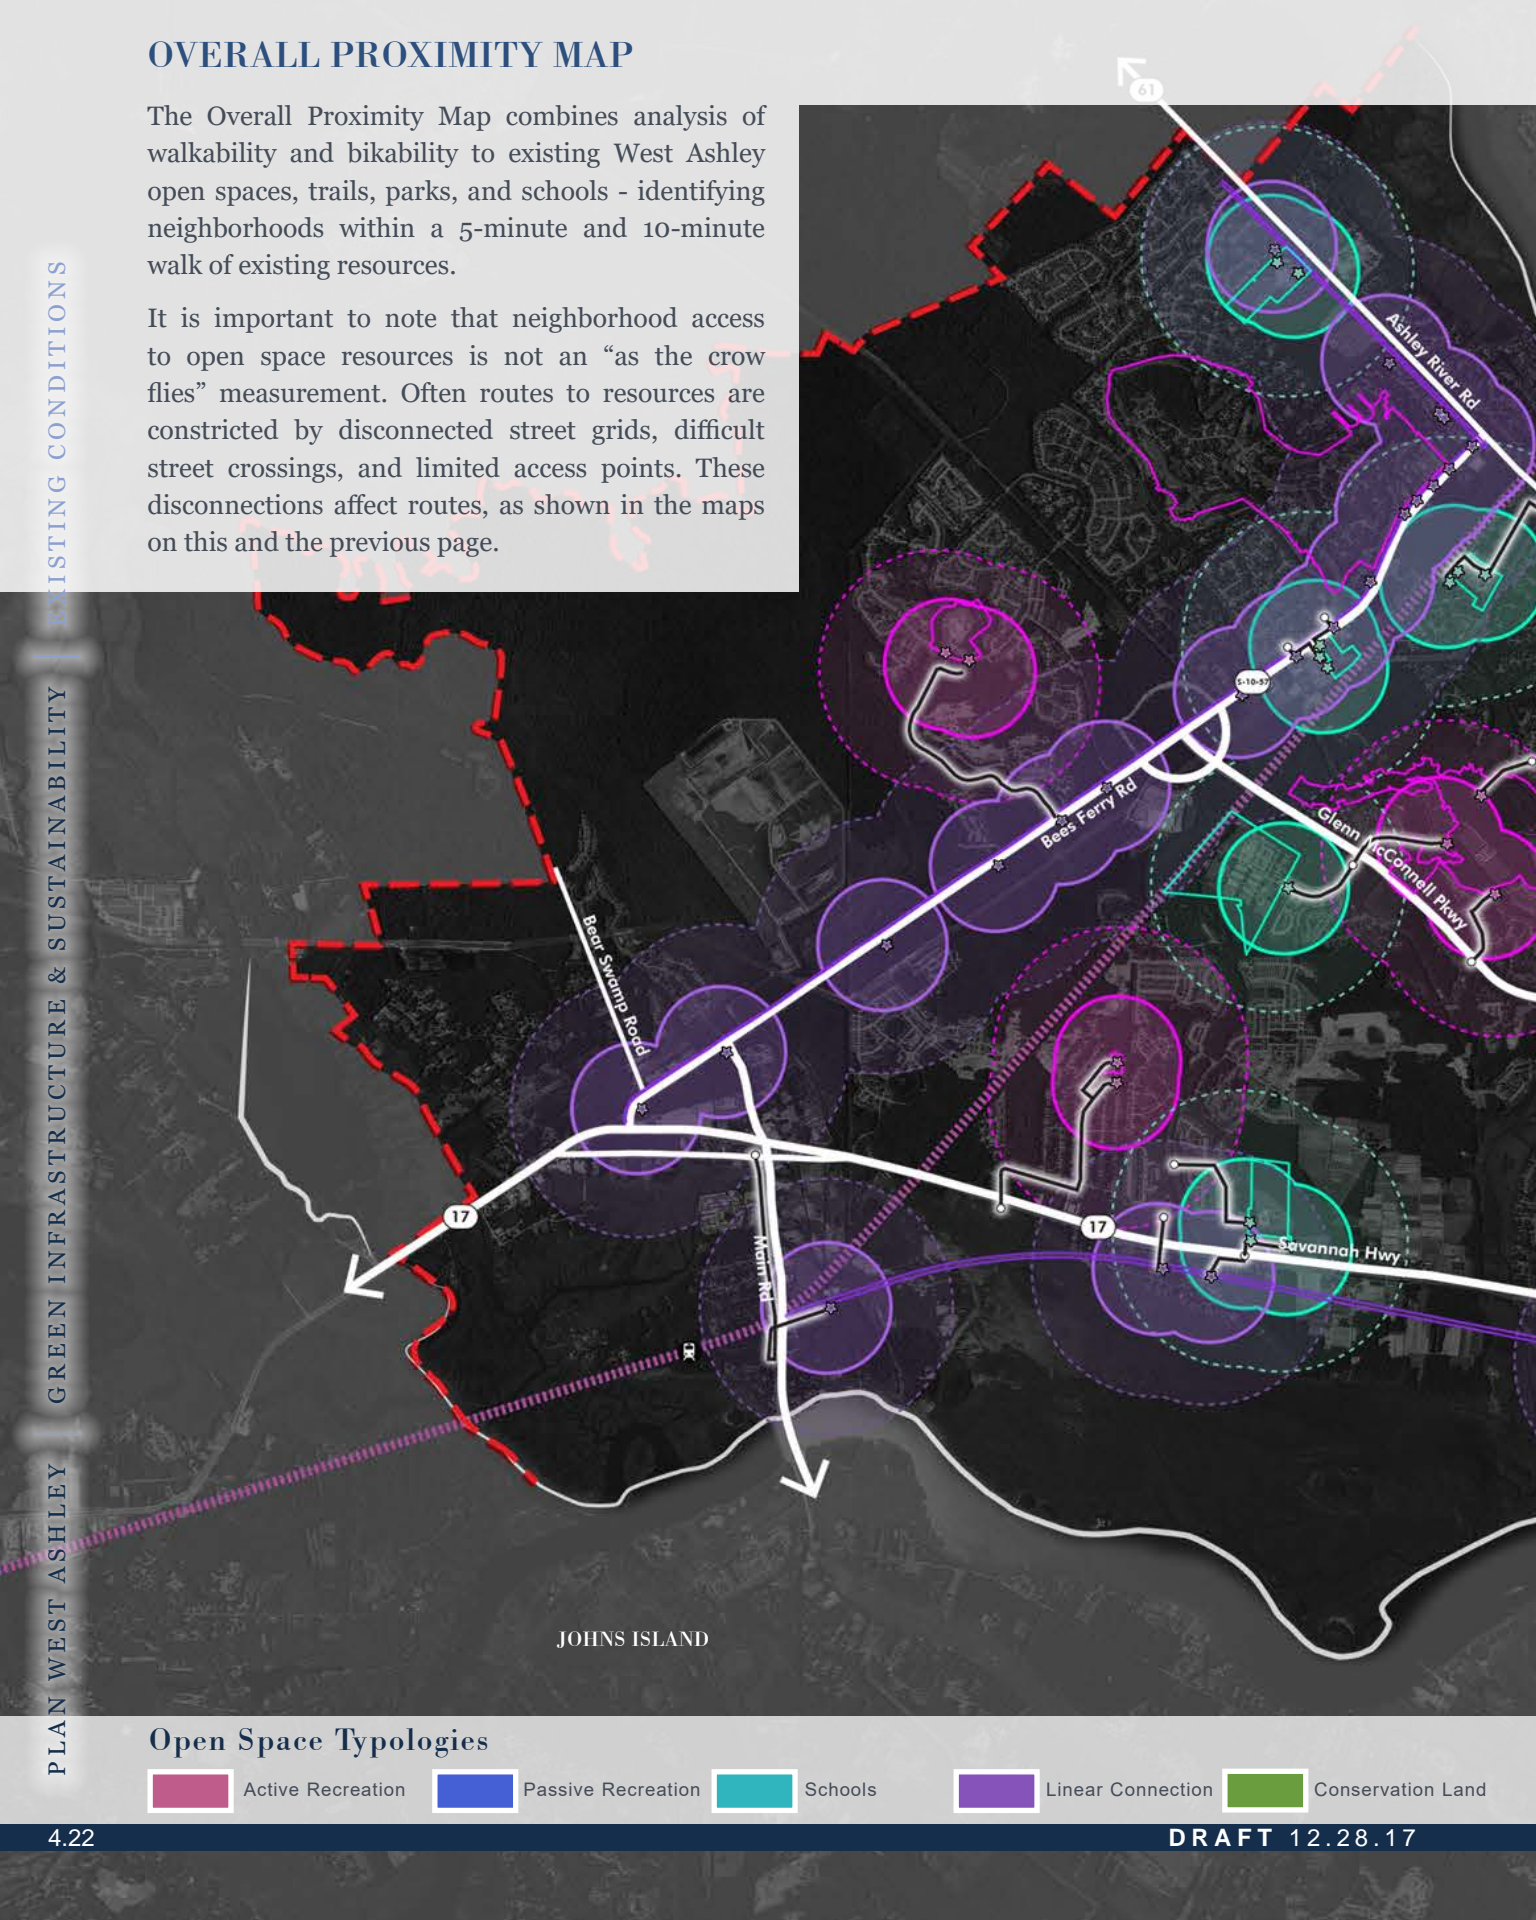 OVERALL PROXIMITY MAP
The Overall Proximity Map combines analysis of
walkability and bikability to existing West Ashley
open spaces, trails, parks, and schools - identifying
neighborhoods within a 5-minute and 10-minute
walk of existing resources.
It is important to note that neighborhood access
to open space resources is not an “as the crow
flies” measurement. Often routes to resources are
constricted by disconnected street grids, difficult
street crossings, and limited access points. These
disconnections affect routes, as shown in the maps
on this and the previous page.
PLAN WEST ASHLEY | GREEN INFRASTRUCTURE & SUSTAINABILITY | EXISTING CONDITIONS
61
Ashley River Rd
S-10-57
Bees Ferry Rd
Glenn McConnell Pkwy
Bear Swamp Road
17
17
Savannah Hwy
Main Rd
JOHNS ISLAND
Open Space Typologies
Active Recreation
Passive Recreation
Schools
Linear Connection
Conservation Land
4.22
DRAFT 12.28.17